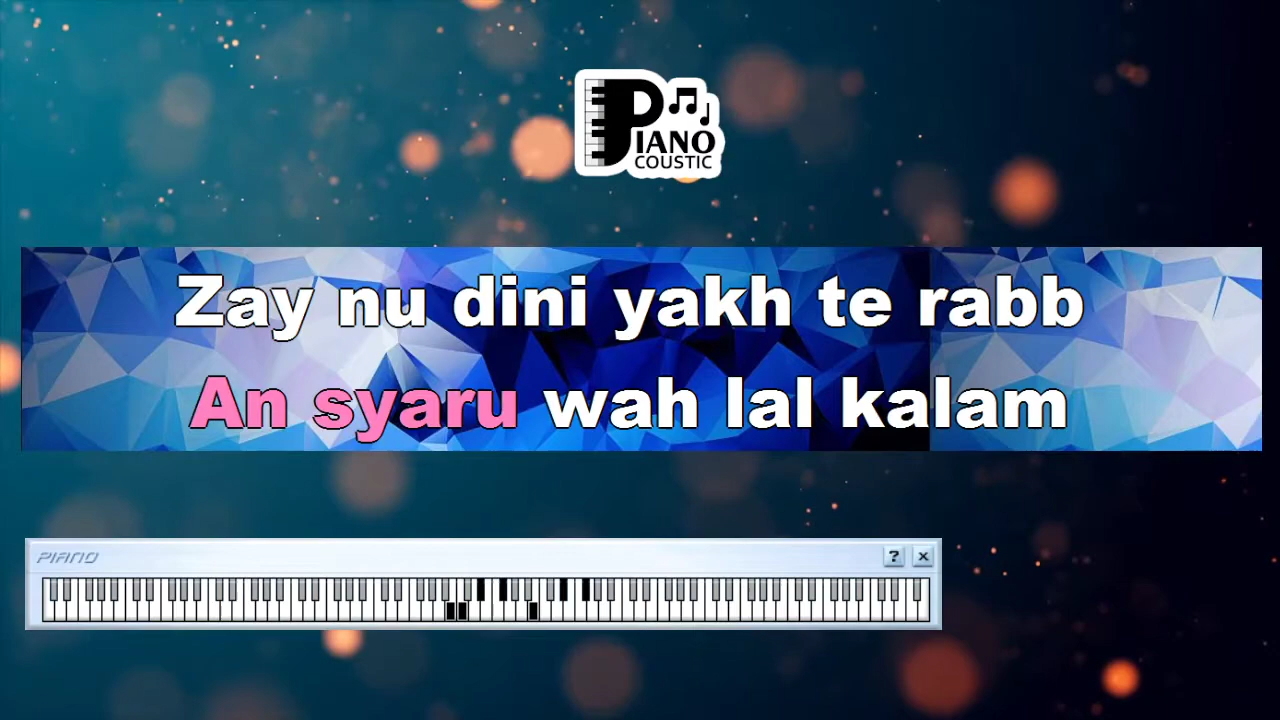 PIANO
COUSTIC
Zay nu dini yakh te rabb
An syaru wah lal kalam
PIANO
? ×